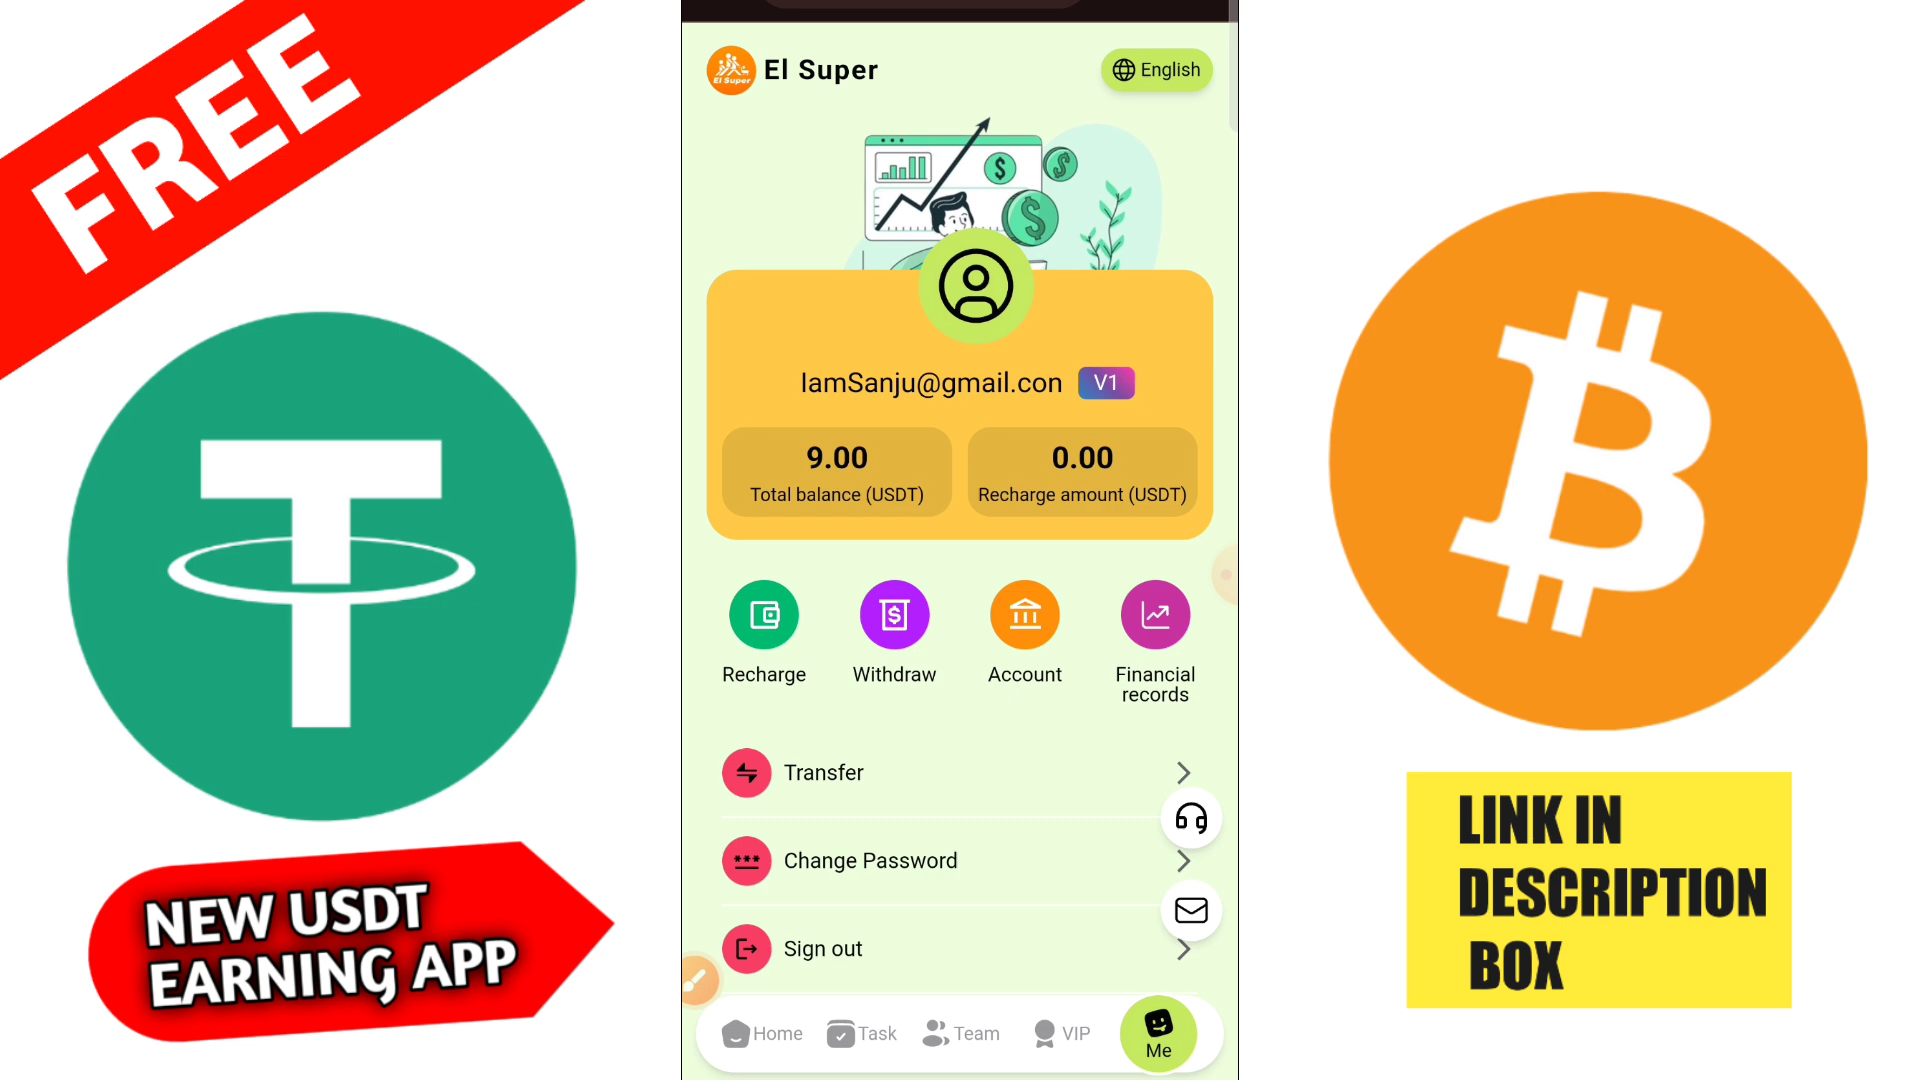 FREE
El Super
El Super
English
IamSanju@gmail.con
V1
9.00
Total balance (USDT)
0.00
Recharge amount (USDT)
Recharge
Withdraw
Account
Financial
records
Transfer
Change Password
Sign out
Home
Task
Team
VIP
Me
NEW USDT
EARNING APP
LINK IN
DESCRIPTION
BOX